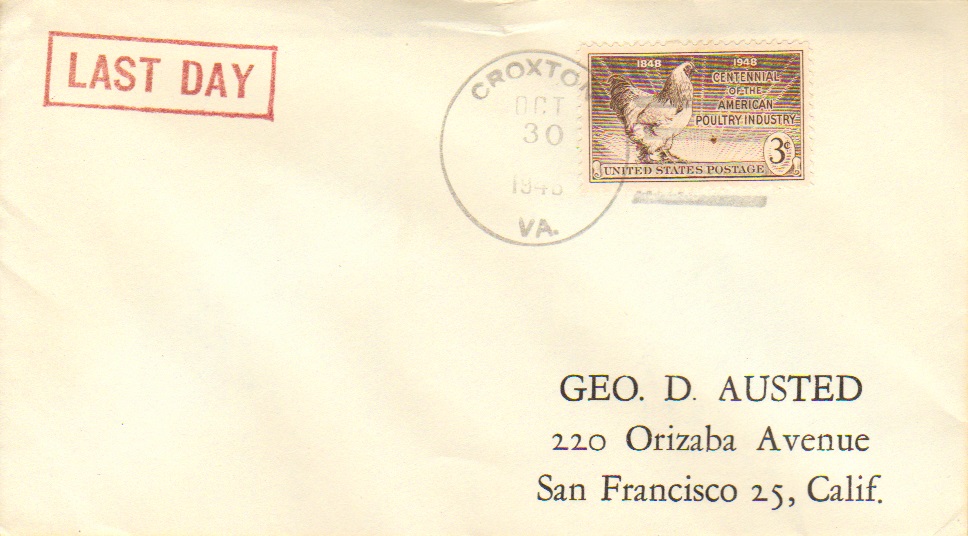 LAST DAY
CROXTON
OCT
30
1948
VA.
1848 1948
CENTENNIAL
OF THE
AMERICAN
POULTRY INDUSTRY
3¢
UNITED STATES POSTAGE
GEO. D. AUSTED
220 Orizaba Avenue
San Francisco 25, Calif.